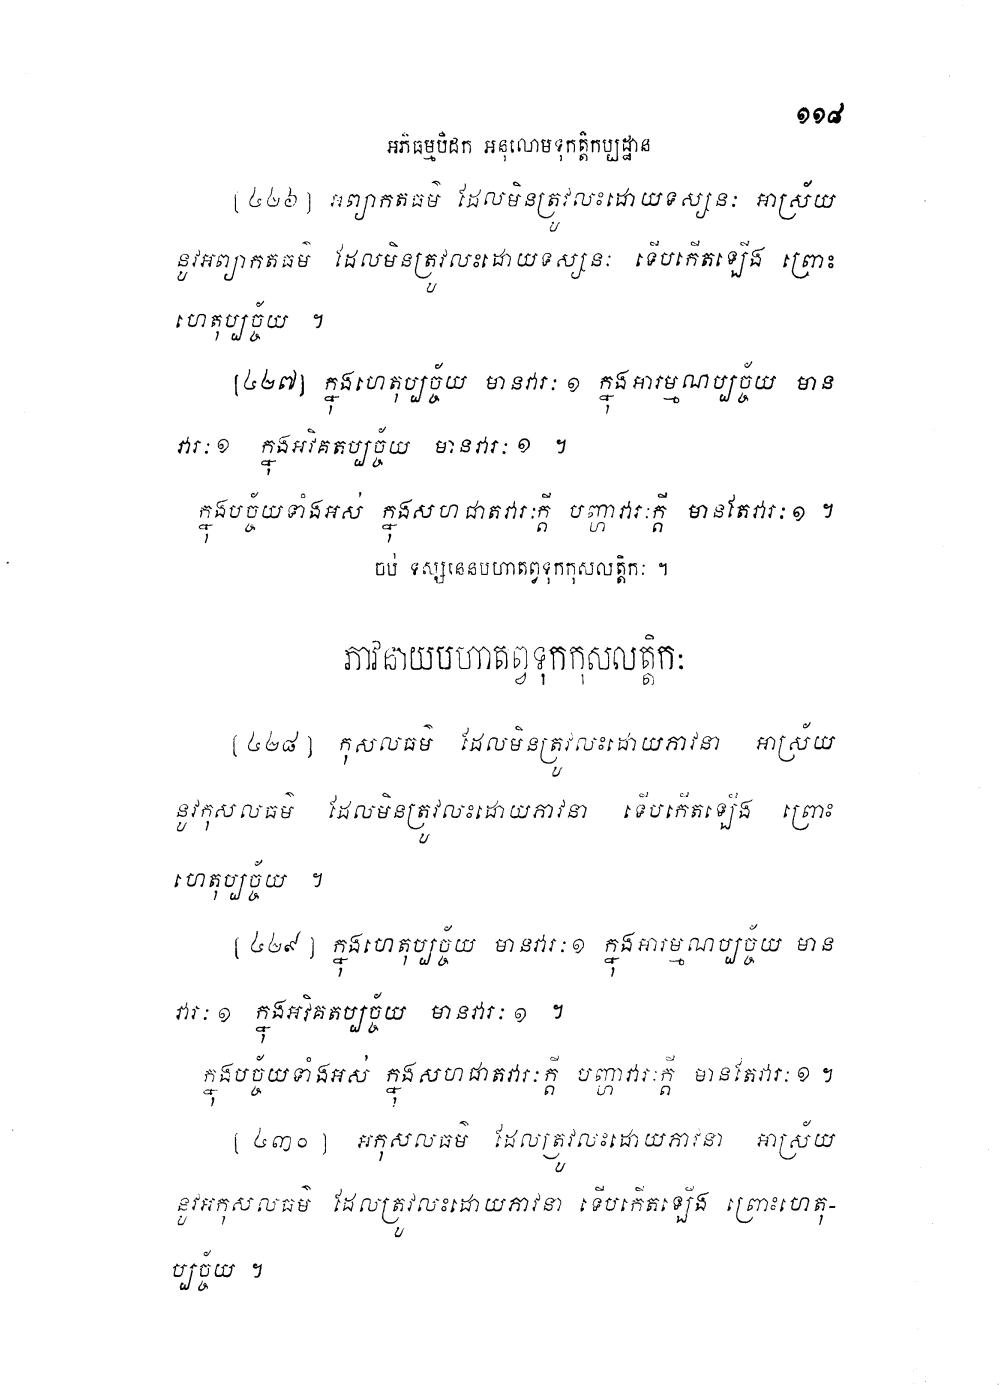 ១១៨
អភិធម្មបិដក អនុលោមទុកត្តិកប្បដ្ឋាន
[៤២៦] អព្យាកតធម៌ ដែលមិនត្រូវលះដោយទស្សនៈ អាស្រ័យ
នូវអព្យាកតធម៌ ដែលមិនត្រូវលះដោយទស្សនៈ ទើបកើតឡើង ព្រោះ
ហេតុប្បច្ច័យ ។
[៤២៧] ក្នុងហេតុប្បច្ច័យ មានវារៈ ១ ក្នុងអារម្មណប្បច្ច័យ មាន
វារៈ ១ ក្នុងអវិគតប្បច្ច័យ មានវារៈ ១ ។
ក្នុងបច្ច័យទាំងអស់ ក្នុងសហជាតវារៈក្តី បញ្ហាវារៈក្តី មានតែវារៈ ១ ។
ចប់ ទស្សនេនបហាតព្វទុកកុសលត្តិកៈ ។
ភាវនាយបហាតព្វទុកកុសលត្តិកៈ
[៤២៨] កុសលធម៌ ដែលមិនត្រូវលះដោយភាវនា អាស្រ័យ
នូវកុសលធម៌ ដែលមិនត្រូវលះដោយភាវនា ទើបកើតឡើង ព្រោះ
ហេតុប្បច្ច័យ ។
[៤២៩] ក្នុងហេតុប្បច្ច័យ មានវារៈ ១ ក្នុងអារម្មណប្បច្ច័យ មាន
វារៈ ១ ក្នុងអវិគតប្បច្ច័យ មានវារៈ ១ ។
ក្នុងបច្ច័យទាំងអស់ ក្នុងសហជាតវារៈក្តី បញ្ហាវារៈក្តី មានតែវារៈ ១ ។
[៤៣០] អកុសលធម៌ ដែលត្រូវលះដោយភាវនា អាស្រ័យ
នូវអកុសលធម៌ ដែលត្រូវលះដោយភាវនា ទើបកើតឡើង ព្រោះហេតុ-
ប្បច្ច័យ ។